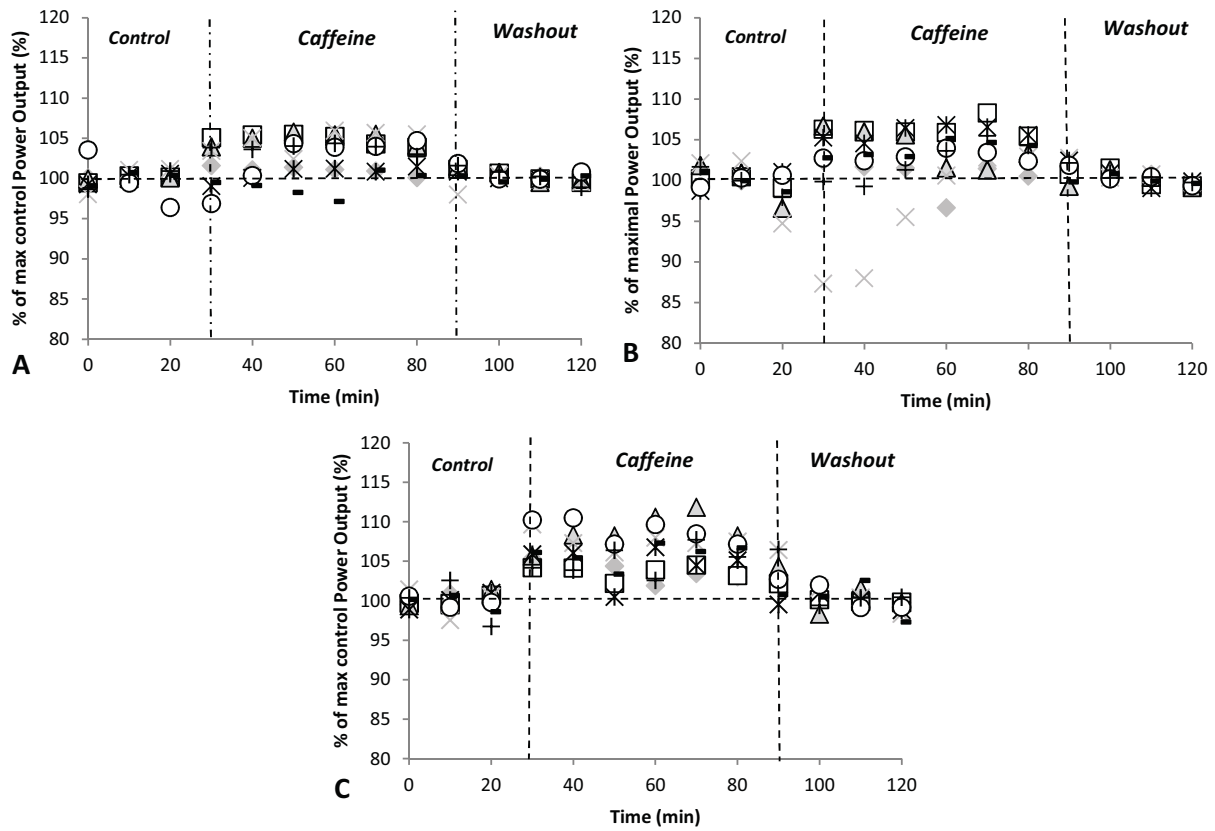 120
115
110
105
100
95
90
85
80
% of max control Power Output (%)
Control
Caffeine
Washout
0 20 40 60 80 100 120
Time (min)
A
120
115
110
105
100
95
90
85
80
% of maximal Power Output (%)
Control
Caffeine
Washout
0 20 40 60 80 100 120
Time (min)
B
120
115
110
105
100
95
90
85
80
% of max control Power Output (%)
Control
Caffeine
Washout
0 20 40 60 80 100 120
Time (min)
C